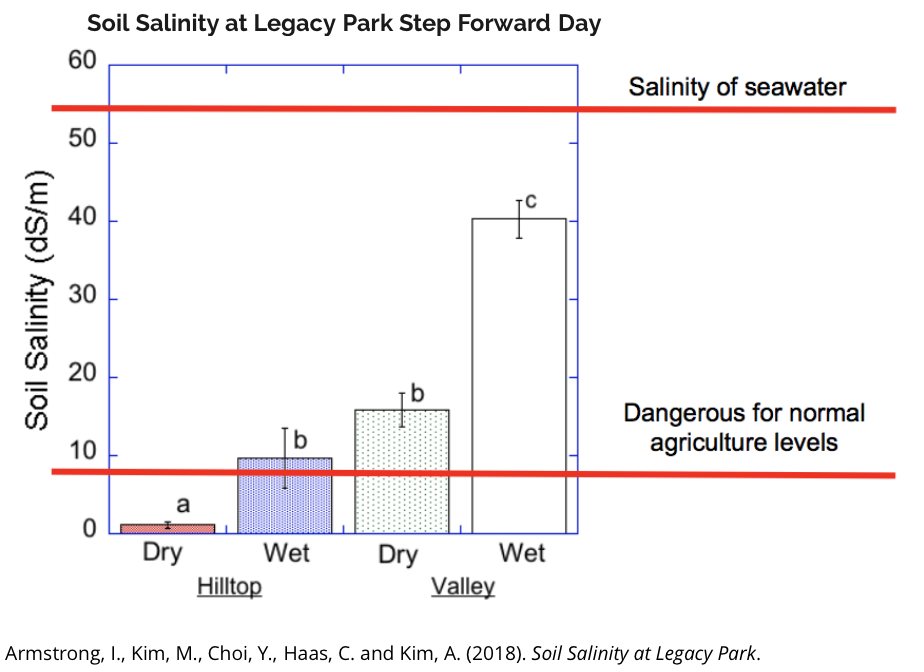 Soil Salinity at Legacy Park Step Forward Day
60
50
40
30
20
10
0
Soil Salinity (dS/m)
Salinity of seawater
Dangerous for normal
agriculture levels
a
b
b
c
Dry
Wet
Dry
Wet
Hilltop
Valley
Armstrong, I., Kim, M., Choi, Y., Haas, C. and Kim, A. (2018). Soil Salinity at Legacy Park.